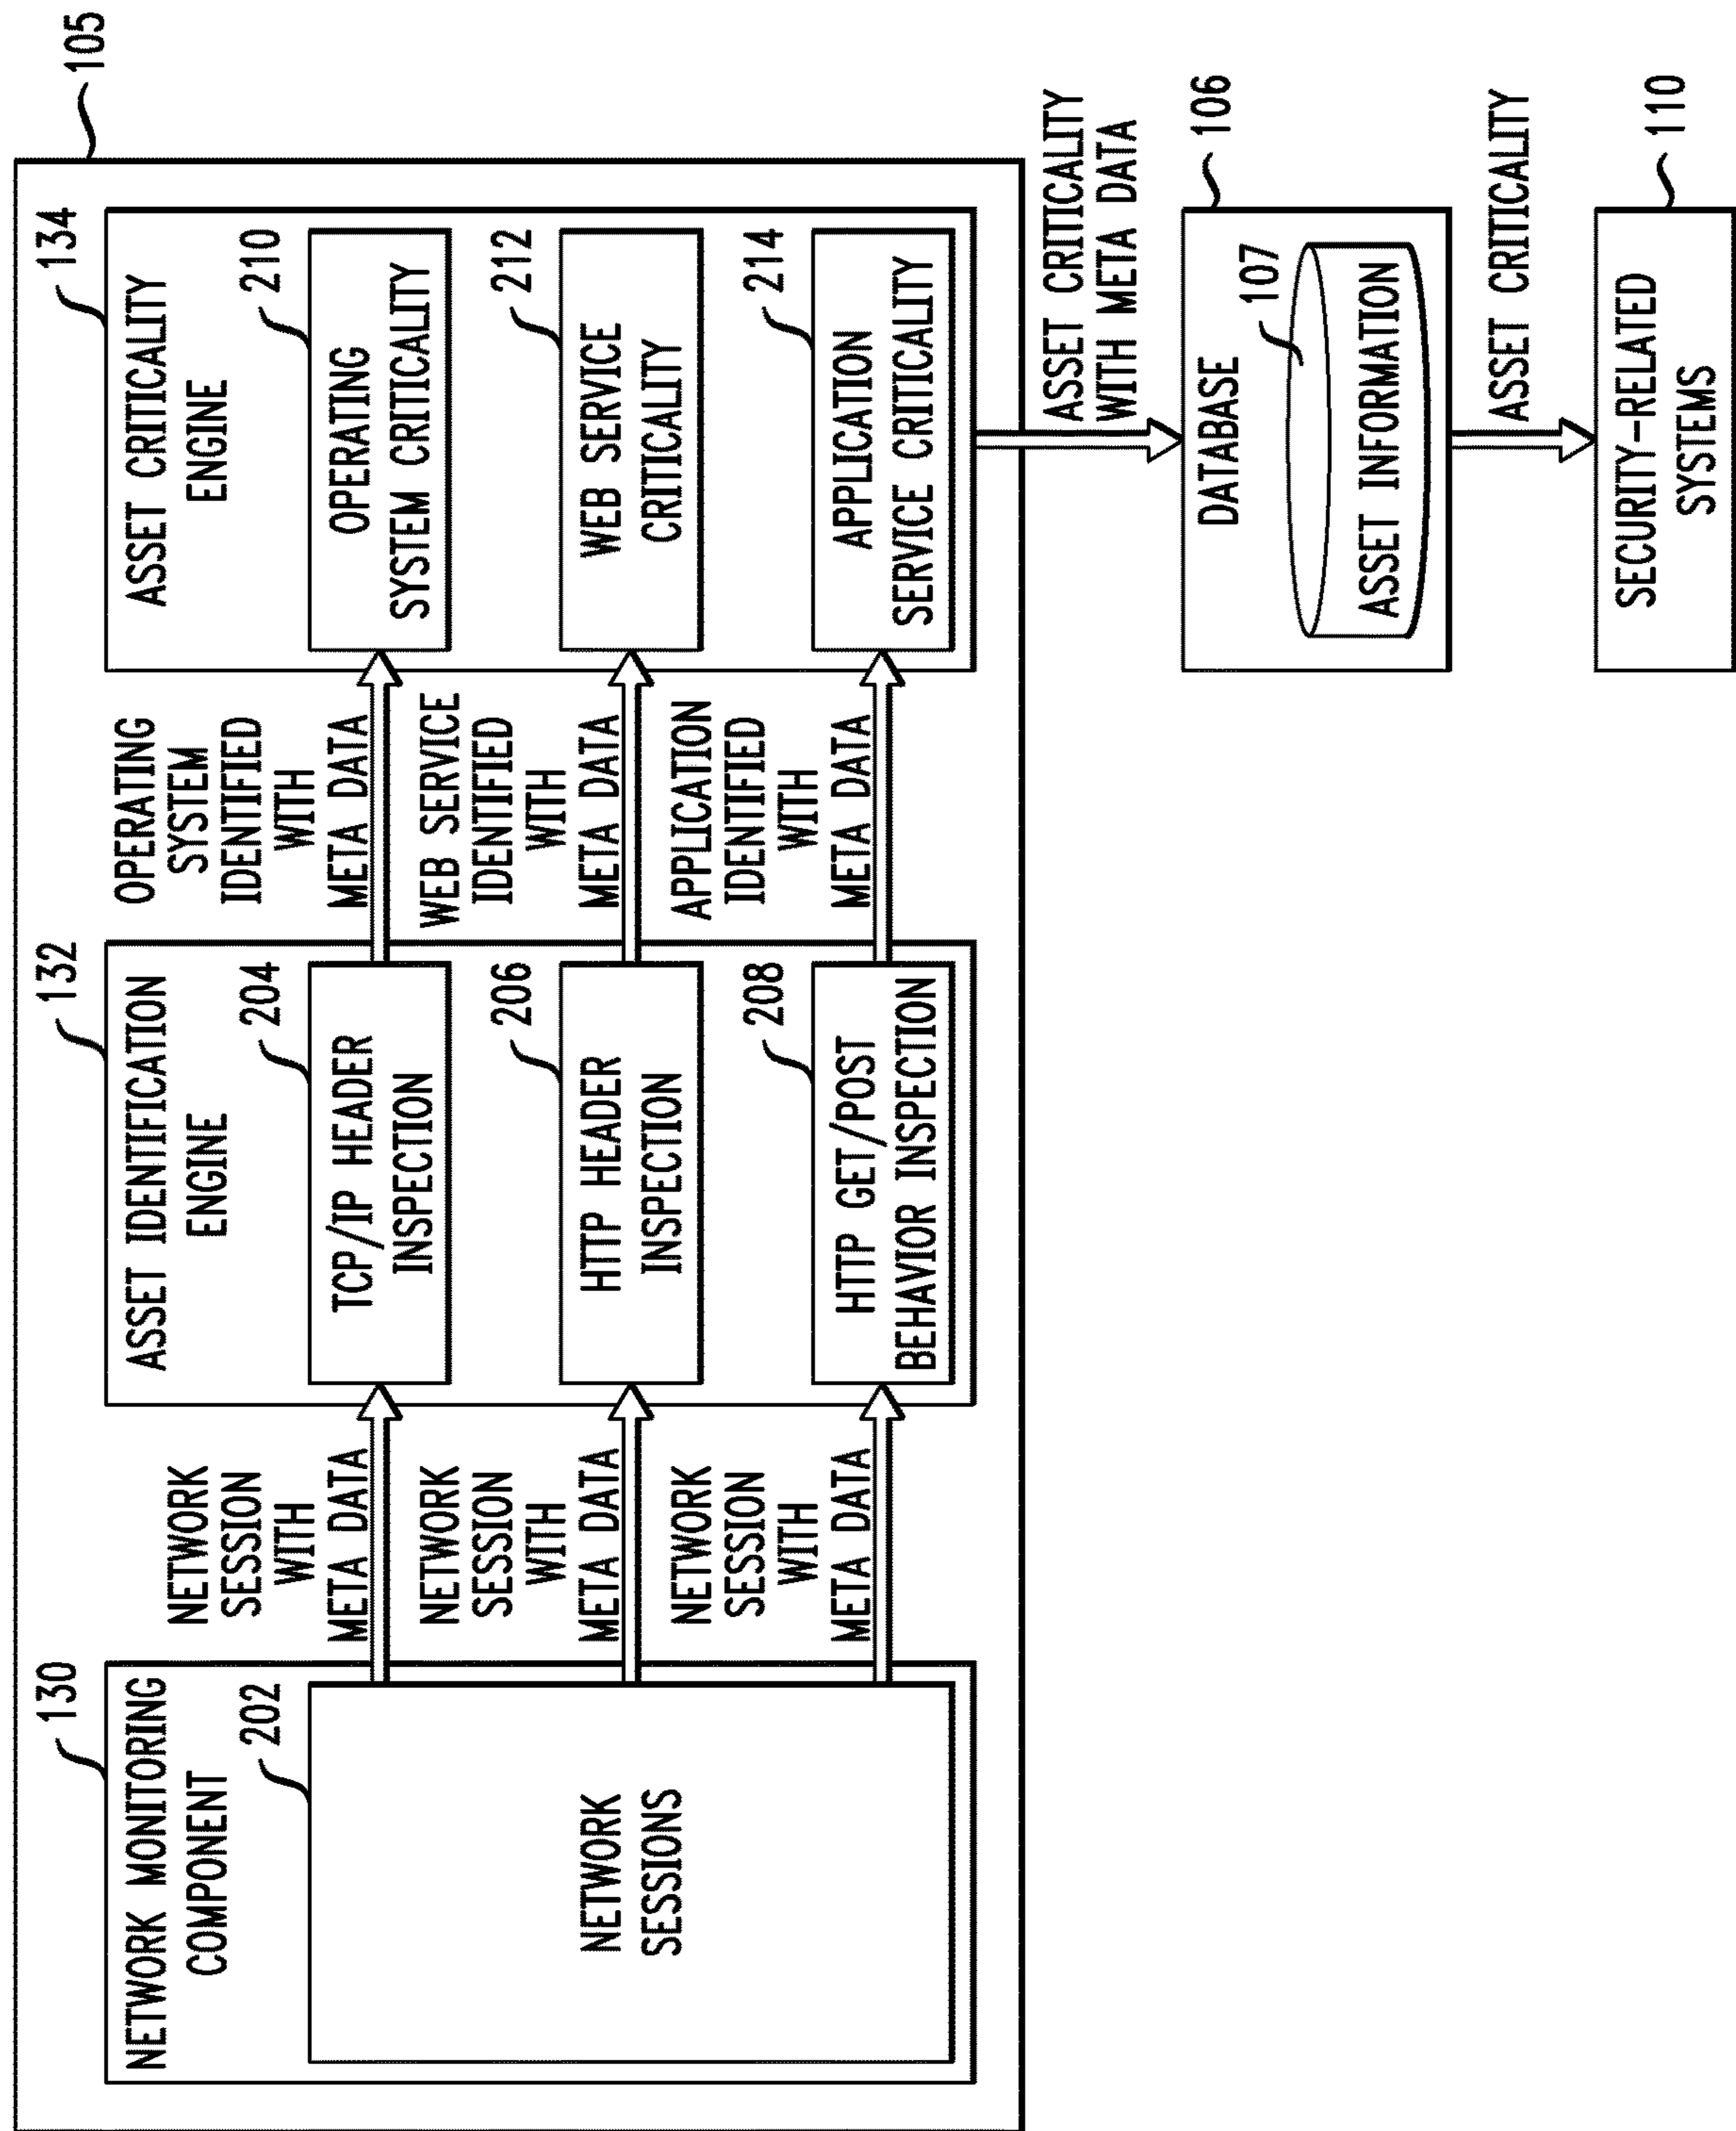 105
130
NETWORK MONITORING
COMPONENT
202
NETWORK
SESSIONS
NETWORK
SESSION
WITH
META DATA
NETWORK
SESSION
WITH
META DATA
NETWORK
SESSION
WITH
META DATA
132
ASSET IDENTIFICATION
ENGINE
204
TCP/IP HEADER
INSPECTION
206
HTTP HEADER
INSPECTION
208
HTTP GET/POST
BEHAVIOR INSPECTION
OPERATING
SYSTEM
IDENTIFIED
WITH
META DATA
WEB SERVICE
IDENTIFIED
WITH
META DATA
APPLICATION
IDENTIFIED
WITH
META DATA
134
ASSET CRITICALITY
ENGINE
210
OPERATING
SYSTEM CRITICALITY
212
WEB SERVICE
CRITICALITY
214
APPLICATION
SERVICE CRITICALITY
ASSET CRITICALITY
WITH META DATA
106
DATABASE
107
ASSET INFORMATION
ASSET CRITICALITY
110
SECURITY-RELATED
SYSTEMS